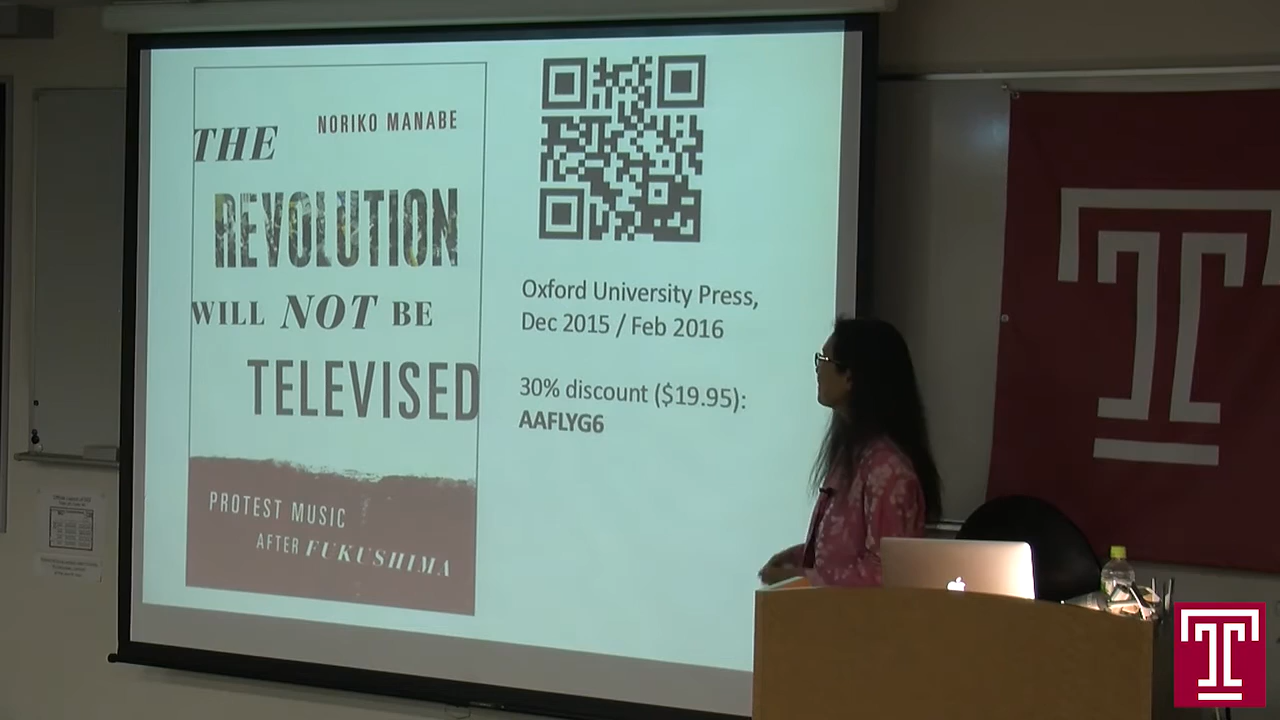 NORIKO MANABE
THE
REVOLUTION
WILL NOT BE
TELEVISED
PROTEST MUSIC
AFTER FUKUSHIMA
Oxford University Press,
Dec 2015 / Feb 2016
30% discount ($19.95):
AAFLYG6